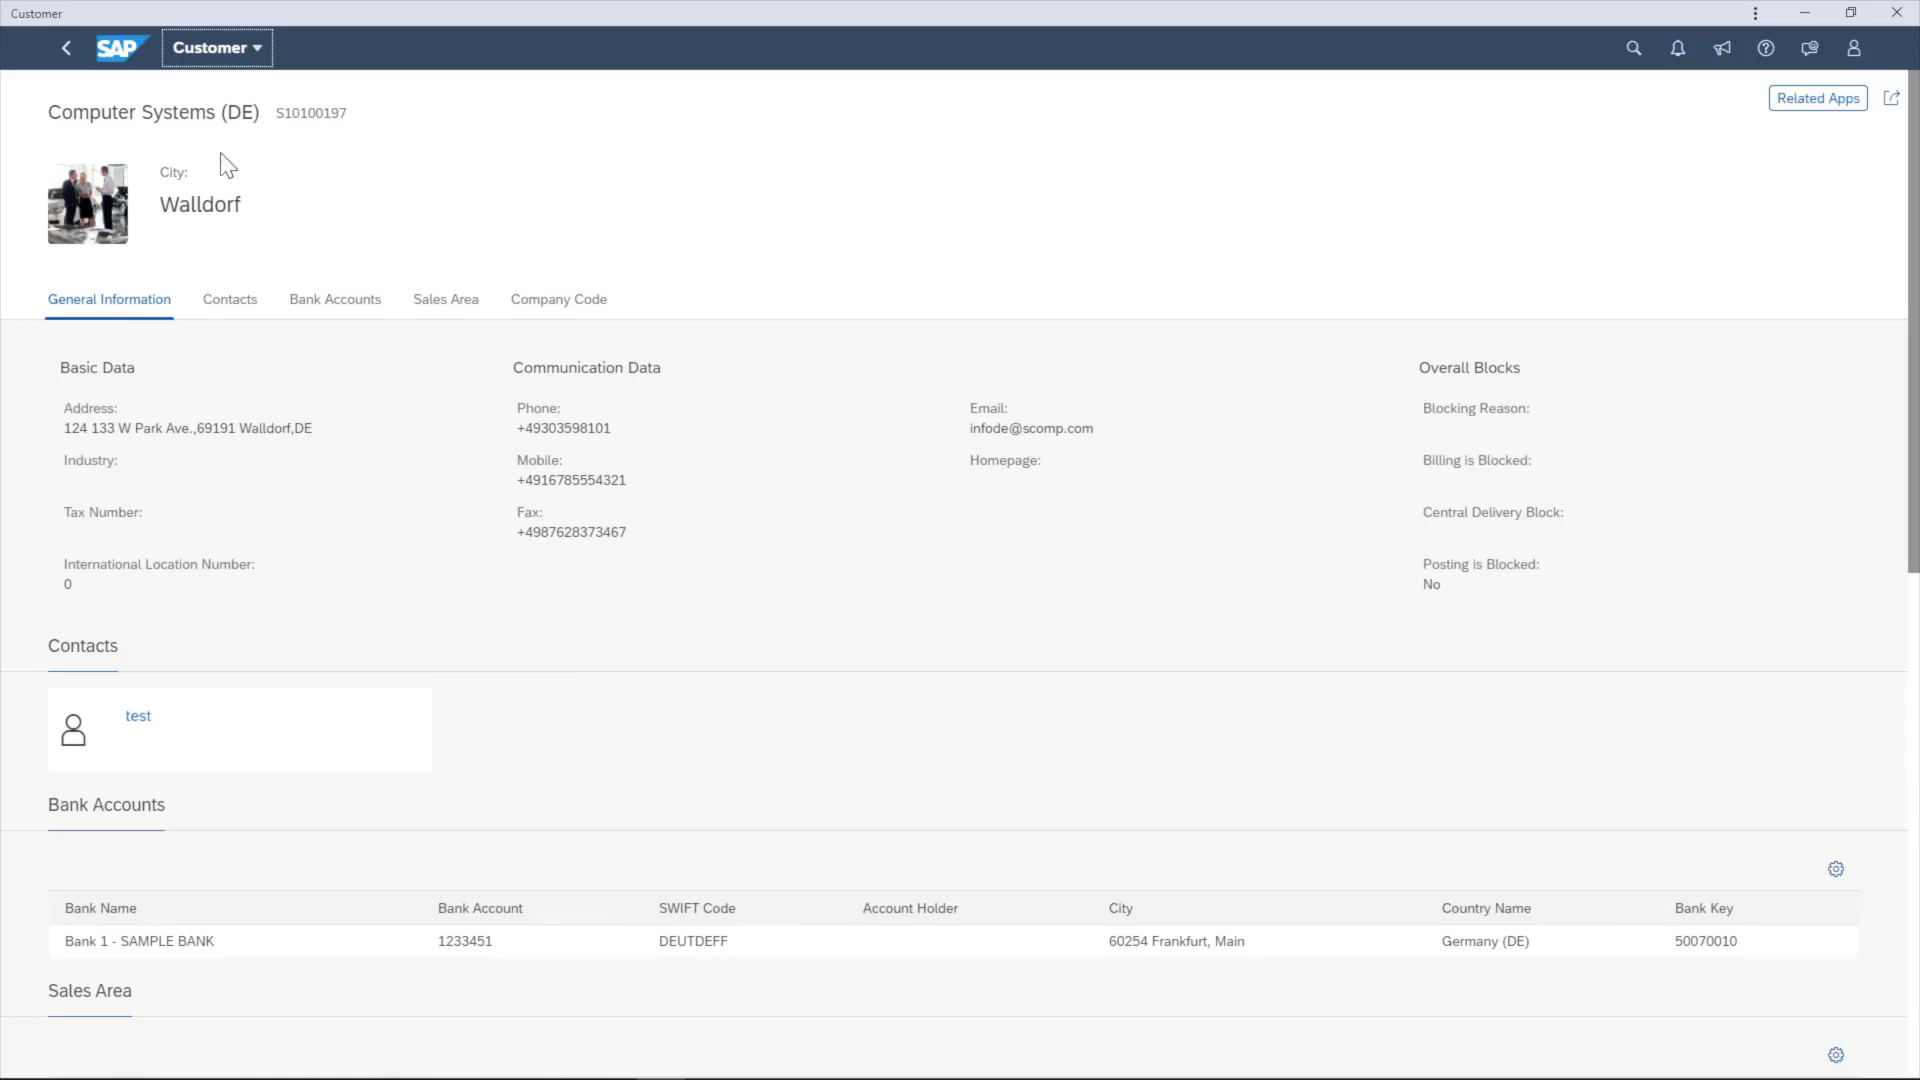 Customer
SAP Customer
Computer Systems (DE) S10100197
Related Apps
City:
Walldorf
General Information Contacts Bank Accounts Sales Area Company Code
Basic Data Communication Data Overall Blocks
Address: Phone: Email: Blocking Reason:
124 133 W Park Ave.,69191 Walldorf,DE +49303598101 infode@scomp.com
Industry: Mobile: Homepage: Billing is Blocked:
+4916785554321
Tax Number: Fax: Central Delivery Block:
+4987628373467
International Location Number: Posting is Blocked:
0 No
Contacts
test
Bank Accounts
Bank Name Bank Account SWIFT Code Account Holder City Country Name Bank Key
Bank 1 - SAMPLE BANK 1233451 DEUTDEFF 60254 Frankfurt, Main Germany (DE) 50070010
Sales Area